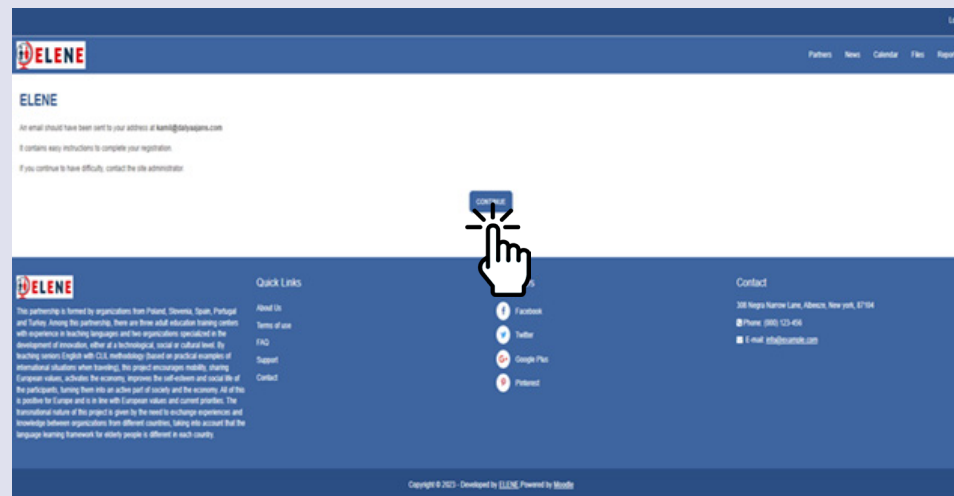 ELENE
Partners News Calendar Files
ELENE
An email should have been sent to your address at kamil@dalyaajans.com
It contains easy instructions to complete your registration.
If you continue to have difficulty, contact the site administrator.
CONTINUE
ELENE
This partnership is formed by organizations from Poland, Slovenia, Spain, Portugal
and Turkey. Among this partnership, there are three adult education training centers
with experience in teaching languages and two organizations specialized in the
development of innovation, either at a technological, social or cultural level. By
teaching seniors English with CLIL methodology (based on practical examples of
international situations when traveling), this project encourages mobility, sharing
European values, activates the economy, improves the self-esteem and social life of
the participants, turning them into an active part of society and the economy. All of this
is positive for Europe and is in line with European values and current priorities. The
transnational nature of this project is given by the need to exchange experiences and
knowledge between organizations from different countries, taking into account that the
language learning framework for elderly people is different in each country.
Quick Links
About Us
Terms of use
FAQ
Support
Contact
Facebook
Twitter
Google Plus
Pinterest
Contact
308 Negra Narrow Lane, Albeeze, New york, 87104
Phone: (000) 123-456
E-mail: info@example.com
Copyright © 2023 - Developed by ELENE. Powered by Moodle